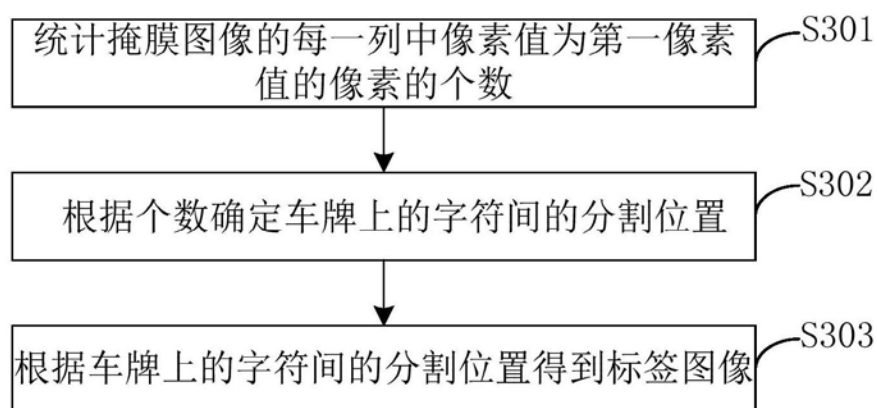 统计掩膜图像的每一列中像素值为第一像素
值的像素的个数
S301
根据个数确定车牌上的字符间的分割位置
S302
根据车牌上的字符间的分割位置得到标签图像
S303